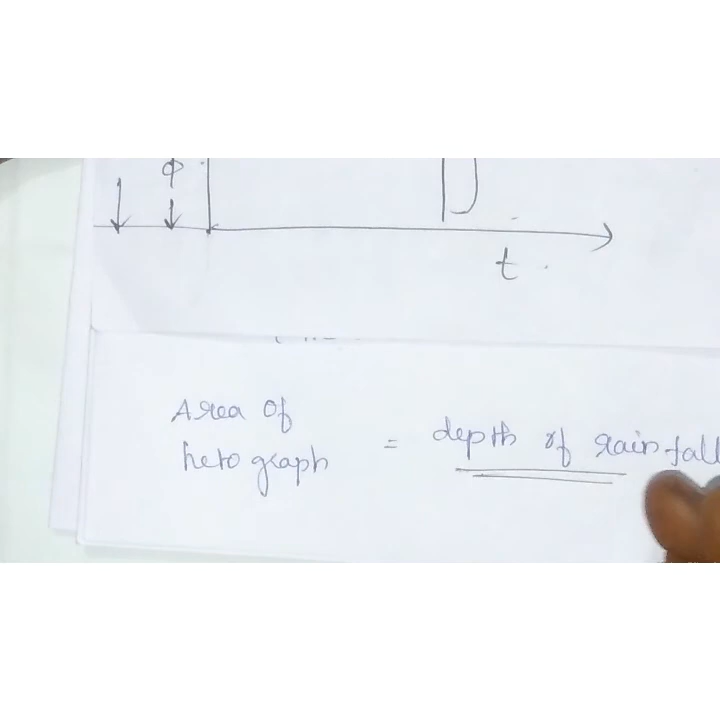 φ
t
Area of
heto graph = depth of rainfall